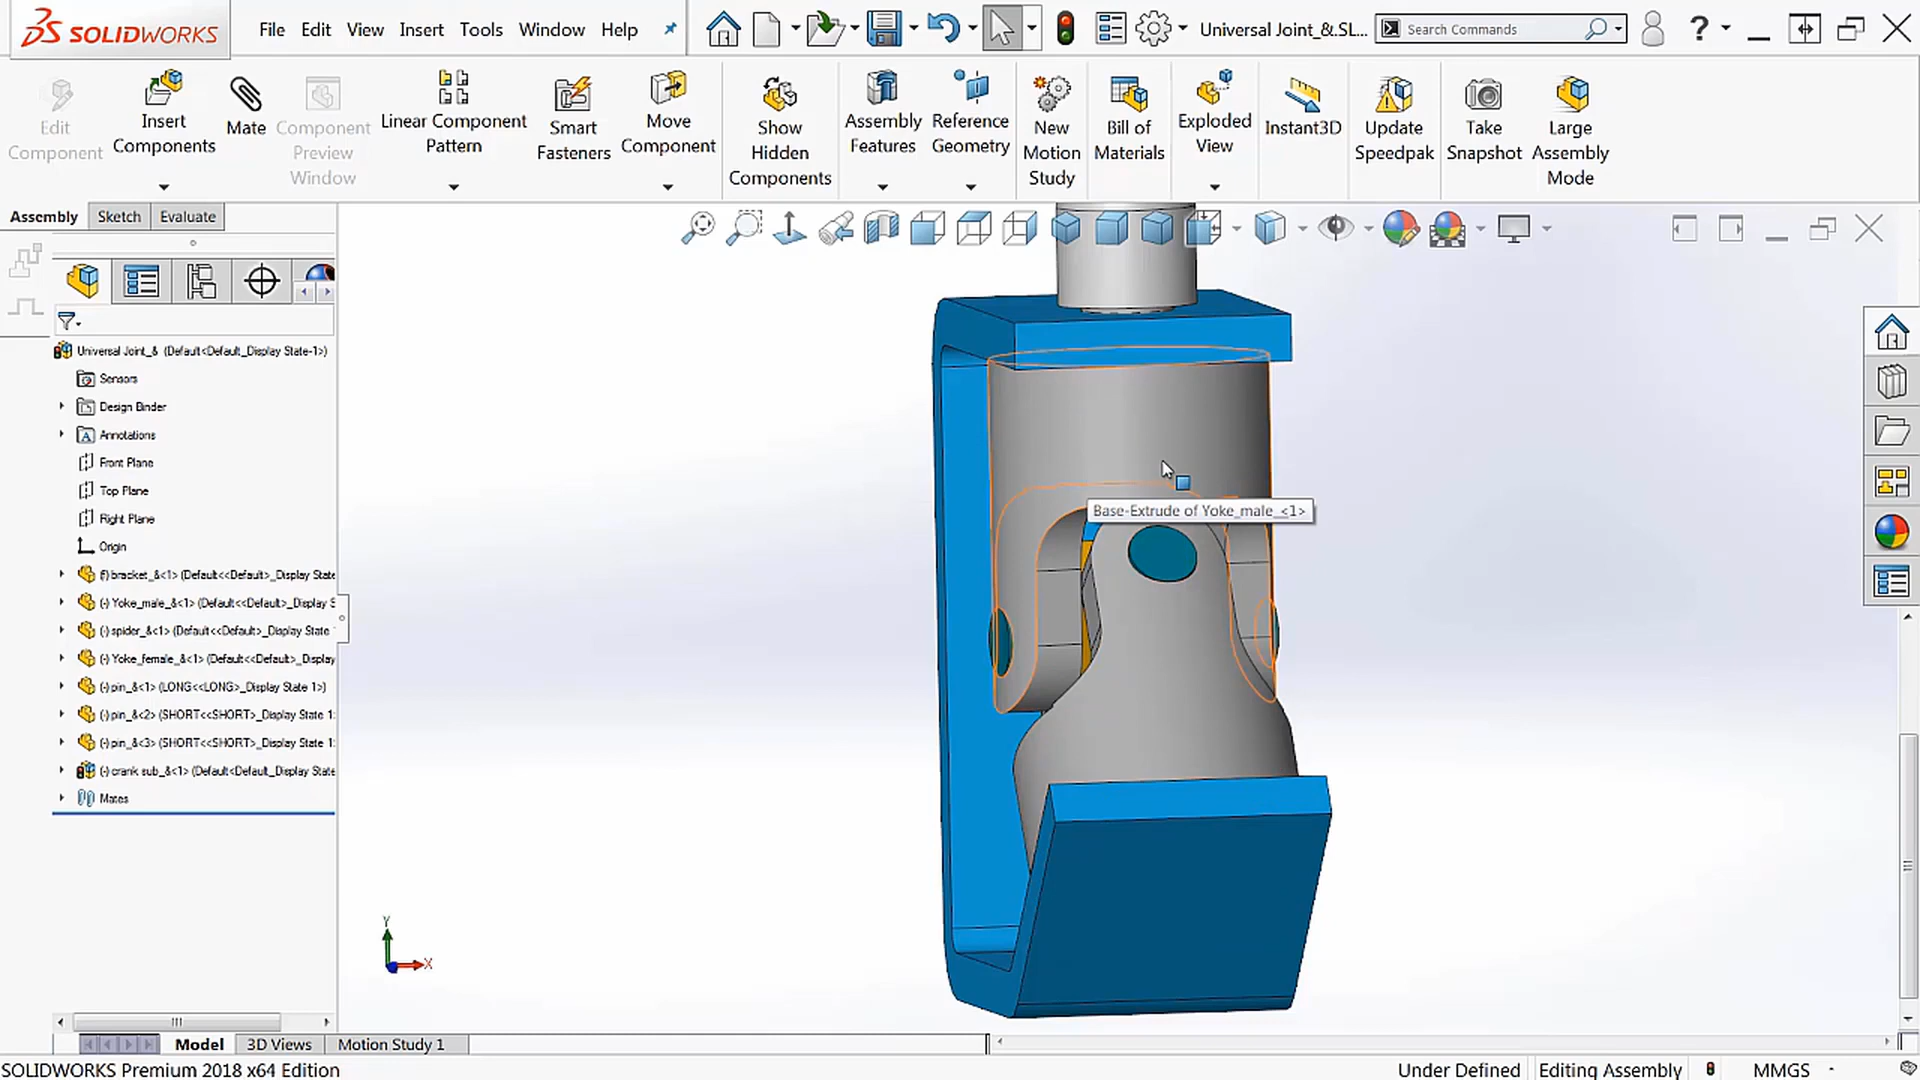 SOLIDWORKS
File Edit View Insert Tools Window Help
Universal Joint_&.SL...
Search Commands
Edit Component
Insert Components
Mate
Component Preview Window
Linear Component Pattern
Smart Fasteners
Move Component
Show Hidden Components
Assembly Features
Reference Geometry
New Motion Study
Bill of Materials
Exploded View
Instant3D
Update Speedpak
Take Snapshot
Large Assembly Mode
Assembly Sketch Evaluate
Universal Joint_& (Default<Default_Display State-1>)
Sensors
Design Binder
Annotations
Front Plane
Top Plane
Right Plane
Origin
(f) bracket_&<1> (Default<<Default>_Display State
(-) Yoke_male_&<1> (Default<<Default>_Display S
(-) spider_&<1> (Default<<Default>_Display State
(-) Yoke_female_&<1> (Default<<Default>_Display
(-) pin_&<1> (LONG<<LONG>_Display State 1>)
(-) pin_&<2> (SHORT<<SHORT>_Display State 1:
(-) pin_&<3> (SHORT<<SHORT>_Display State 1:
(-) crank sub_&<1> (Default<Default_Display State
Mates
Base-Extrude of Yoke_male_<1>
Y
X
Model 3D Views Motion Study 1
SOLIDWORKS Premium 2018 x64 Edition
Under Defined Editing Assembly MMGS